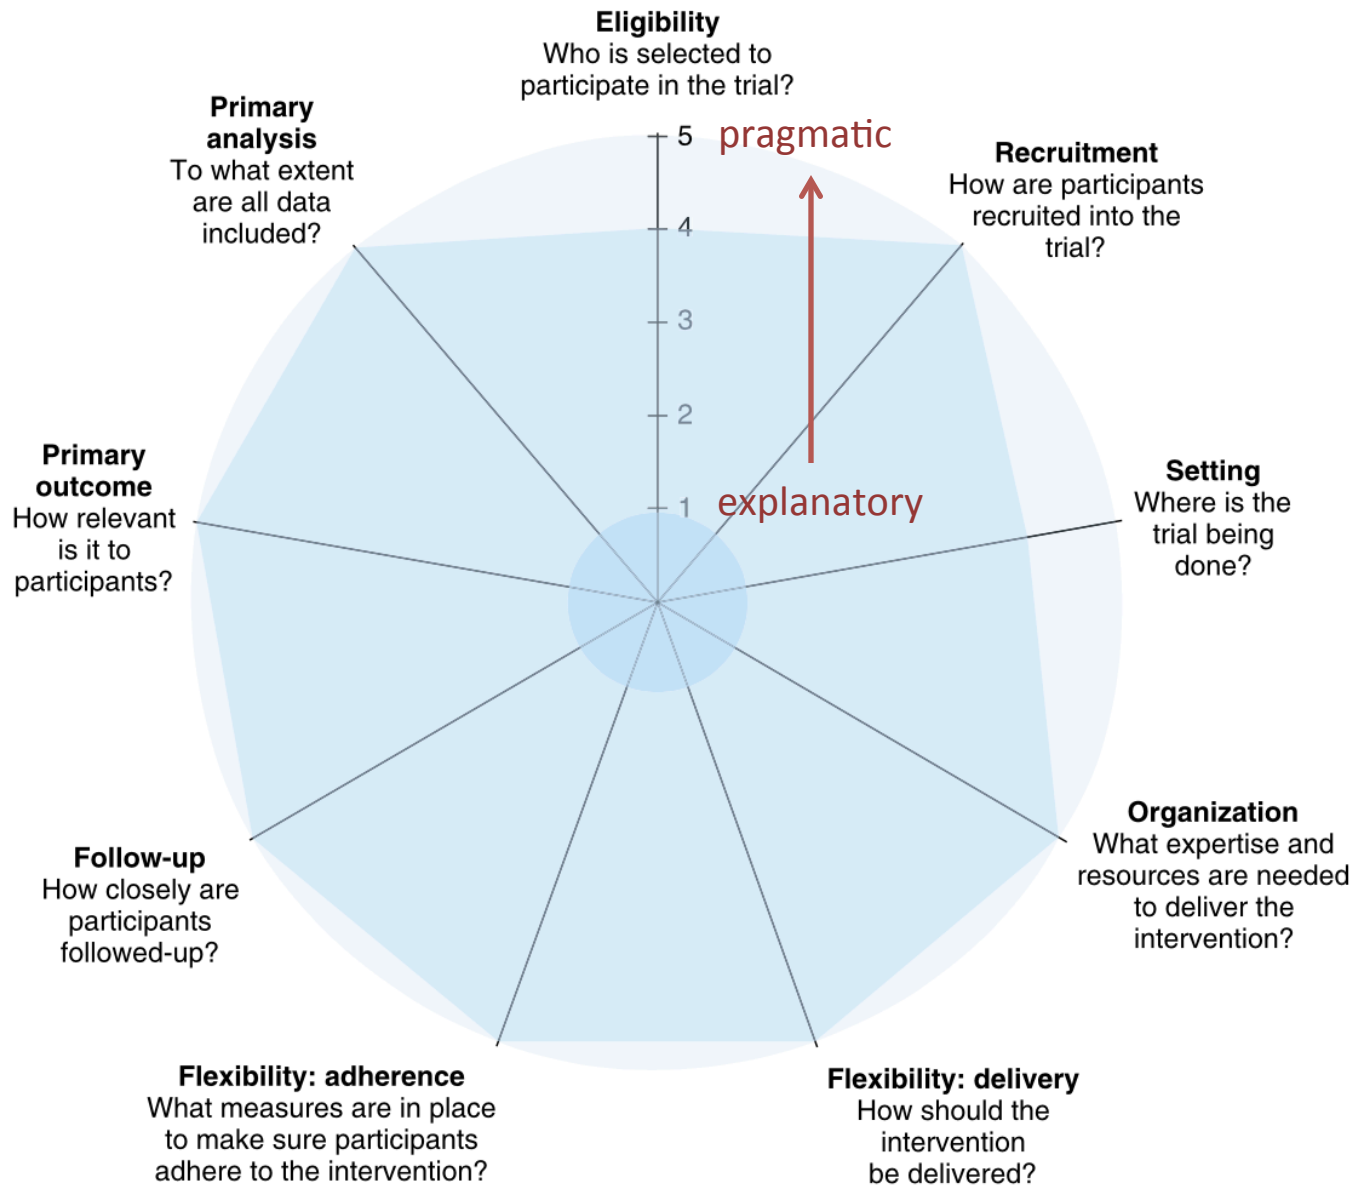 Eligibility
Who is selected to
participate in the trial?
Primary
analysis
To what extent
are all data
included?
5
pragmatic
4
3
2
1
explanatory
Recruitment
How are participants
recruited into the
trial?
Setting
Where is the
trial being
done?
Organization
What expertise and
resources are needed
to deliver the
intervention?
Flexibility: delivery
How should the
intervention
be delivered?
Flexibility: adherence
What measures are in place
to make sure participants
adhere to the intervention?
Follow-up
How closely are
participants
followed-up?
Primary
outcome
How relevant
is it to
participants?